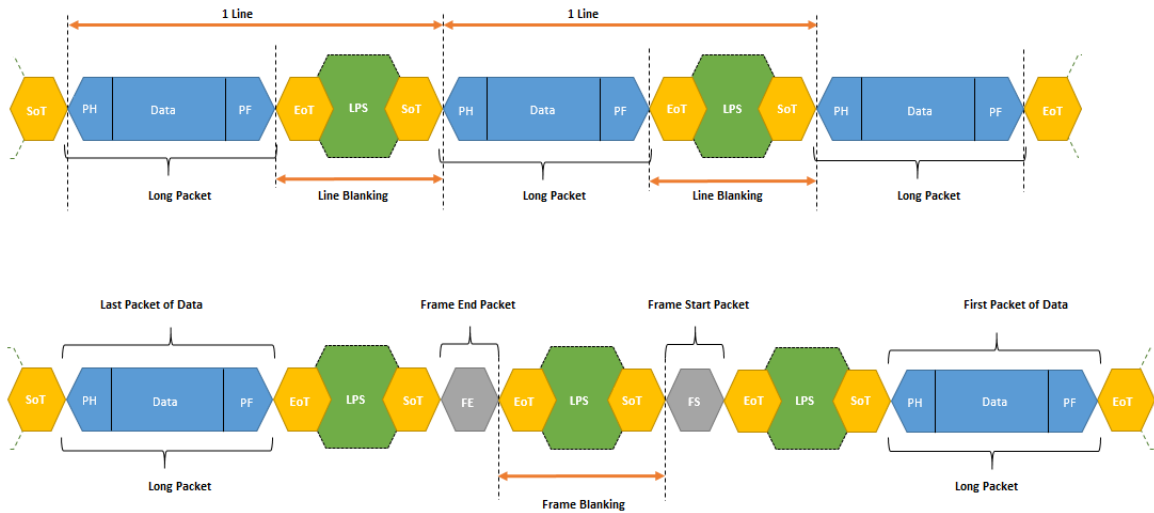 1 Line
1 Line
SoT
PH
Data
PF
EoT
LPS
SoT
PH
Data
PF
EoT
LPS
SoT
PH
Data
PF
EoT
Long Packet
Line Blanking
Long Packet
Line Blanking
Long Packet
Last Packet of Data
Frame End Packet
Frame Start Packet
First Packet of Data
SoT
PH
Data
PF
EoT
LPS
SoT
FE
EoT
LPS
SoT
FS
EoT
LPS
SoT
PH
Data
PF
EoT
Long Packet
Frame Blanking
Long Packet